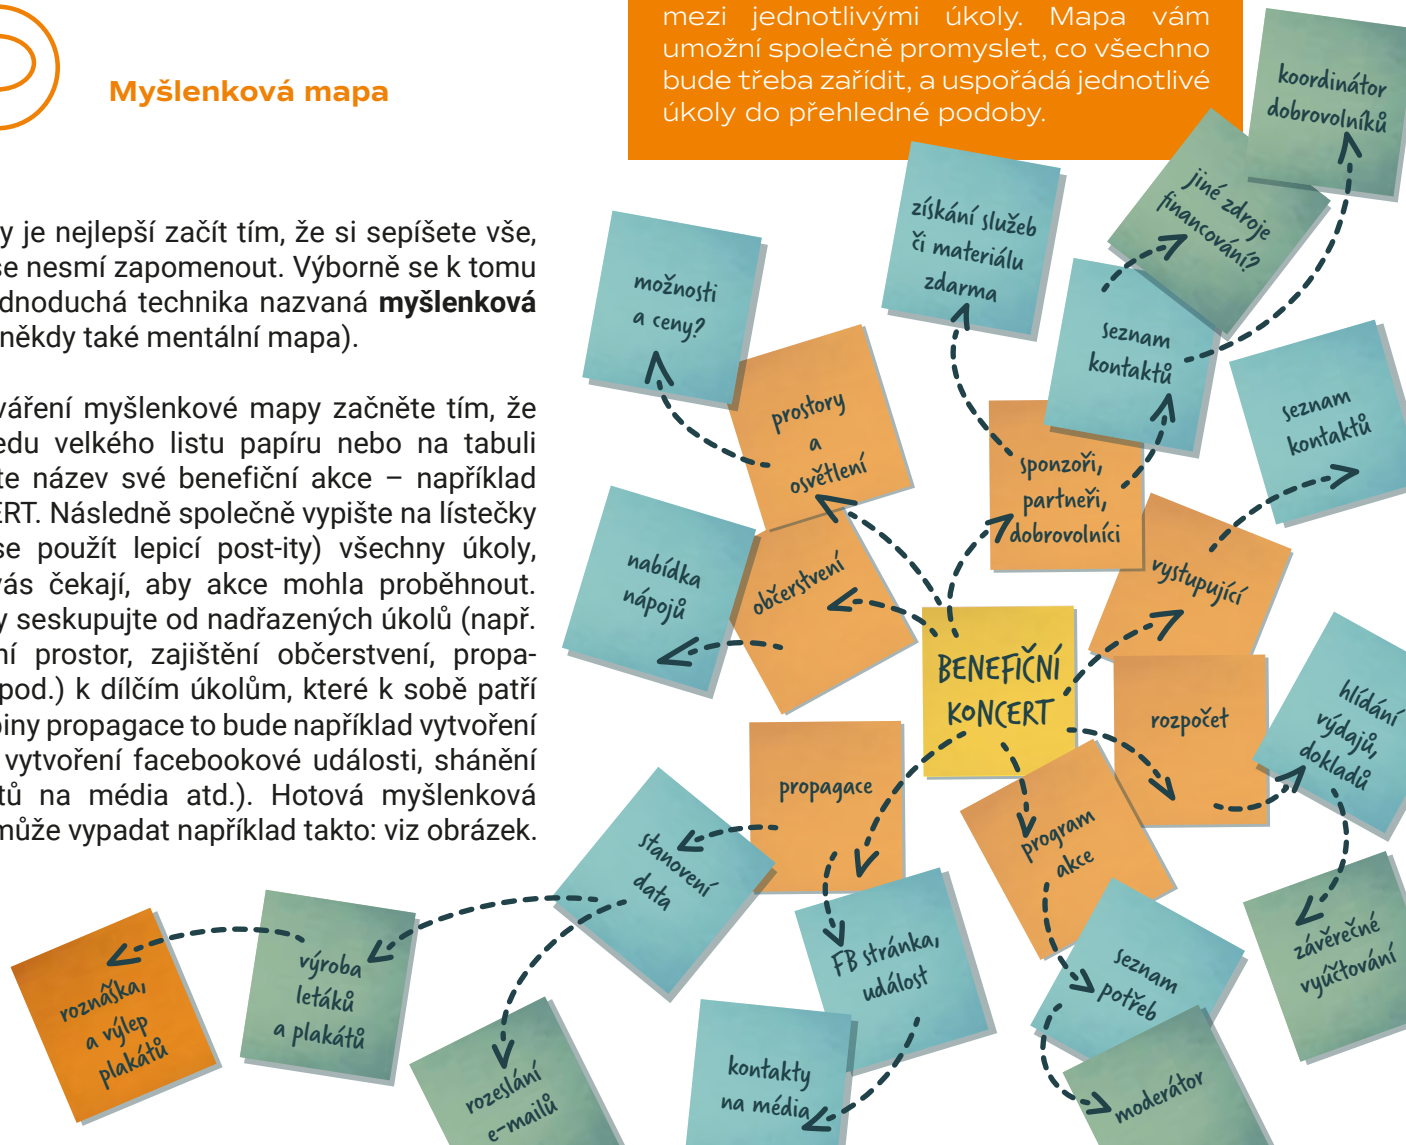 Myšlenková mapa
mezi jednotlivými úkoly. Mapa vám
umožní společně promyslet, co všechno
bude třeba zařídit, a uspořádá jednotlivé
úkoly do přehledné podoby.
y je nejlepší začít tím, že si sepíšete vše,
se nesmí zapomenout. Výborně se k tomu
dnoduchá technika nazvaná myšlenková
někdy také mentální mapa).
váření myšlenkové mapy začněte tím, že
edu velkého listu papíru nebo na tabuli
te název své benefiční akce – například
ERT. Následně společně vypište na lístečky
se použít lepicí post-ity) všechny úkoly,
vás čekají, aby akce mohla proběhnout.
y seskupujte od nadřazených úkolů (např.
ní prostor, zajištění občerstvení, propa-
pod.) k dílčím úkolům, které k sobě patří
piny propagace to bude například vytvoření
vytvoření facebookové události, shánění
tů na média atd.). Hotová myšlenková
může vypadat například takto: viz obrázek.
koordinátor
dobrovolníků
jiné zdroje
financování?
získání služeb
či materiálu
zdarma
možnosti
a ceny?
seznam
kontaktů
seznam
kontaktů
prostory
a
osvětlení
sponzoři,
partneři,
dobrovolníci
nabídka
nápojů
občerstvení
vystupující
BENEFIČNÍ
KONCERT
rozpočet
hlídání
výdajů,
dokladů
propagace
program
akce
stanovení
data
FB stránka,
událost
seznam
potřeb
závěrečné
vyúčtování
výroba
letáků
a plakátů
roznáška,
a výlep
plakátů
rozeslání
e-mailů
kontakty
na média
moderátor